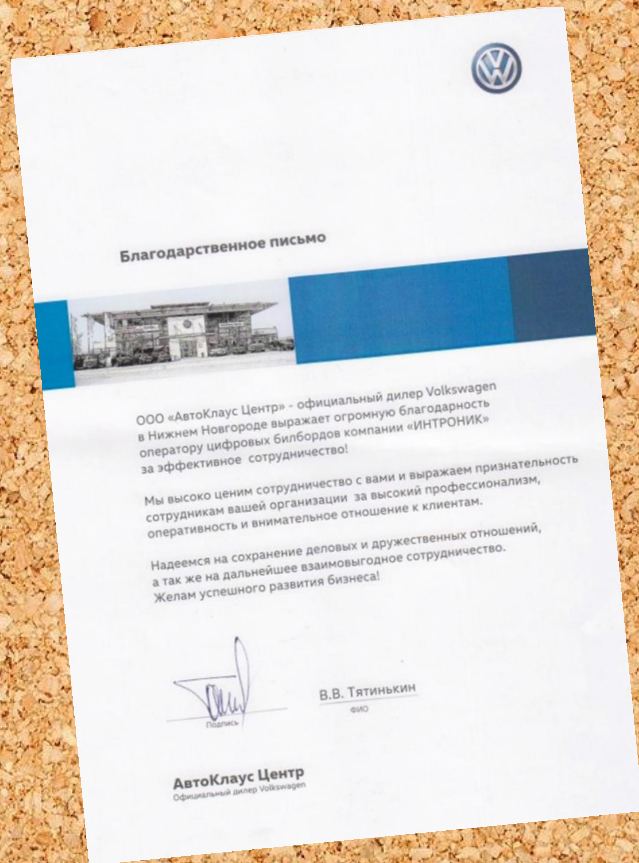 Благодарственное письмо
ООО «АвтоКлаус Центр» - официальный дилер Volkswagen
в Нижнем Новгороде выражает огромную благодарность
оператору цифровых билбордов компании «ИНТРОНИК»
за эффективное сотрудничество!
Мы высоко ценим сотрудничество с вами и выражаем признательность
сотрудникам вашей организации за высокий профессионализм,
оперативность и внимательное отношение к клиентам.
Надеемся на сохранение деловых и дружественных отношений,
а так же на дальнейшее взаимовыгодное сотрудничество.
Желам успешного развития бизнеса!
В.В. Тятинькин
Подпись
ФИО
АвтоКлаус Центр
Официальный дилер Volkswagen